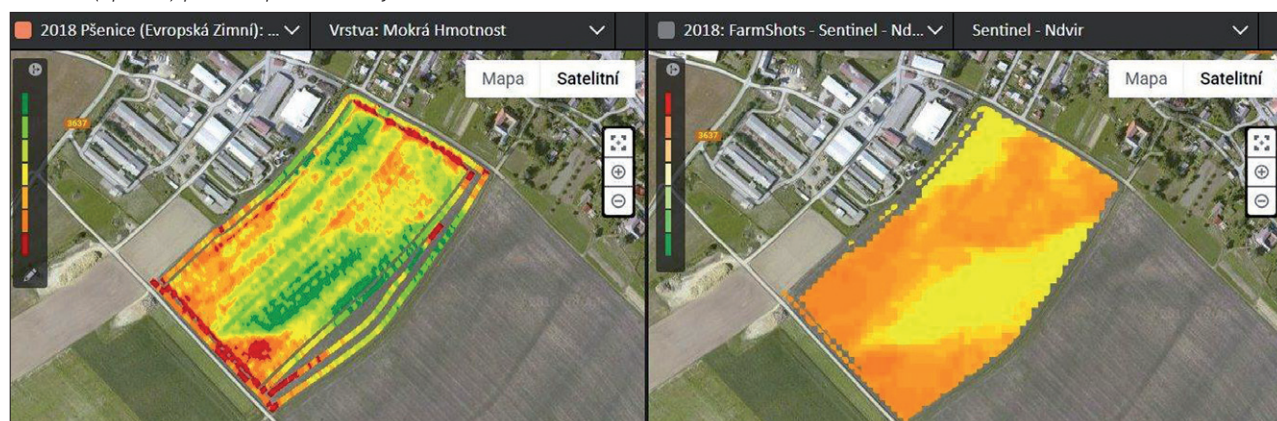 2018 Pšenice (Evropská Zimní): ...
Vrstva: Mokrá Hmotnost
2018: FarmShots - Sentinel - Nd...
Sentinel - Ndvir
Mapa
Satelitní
Mapa
Satelitní
3637
3637